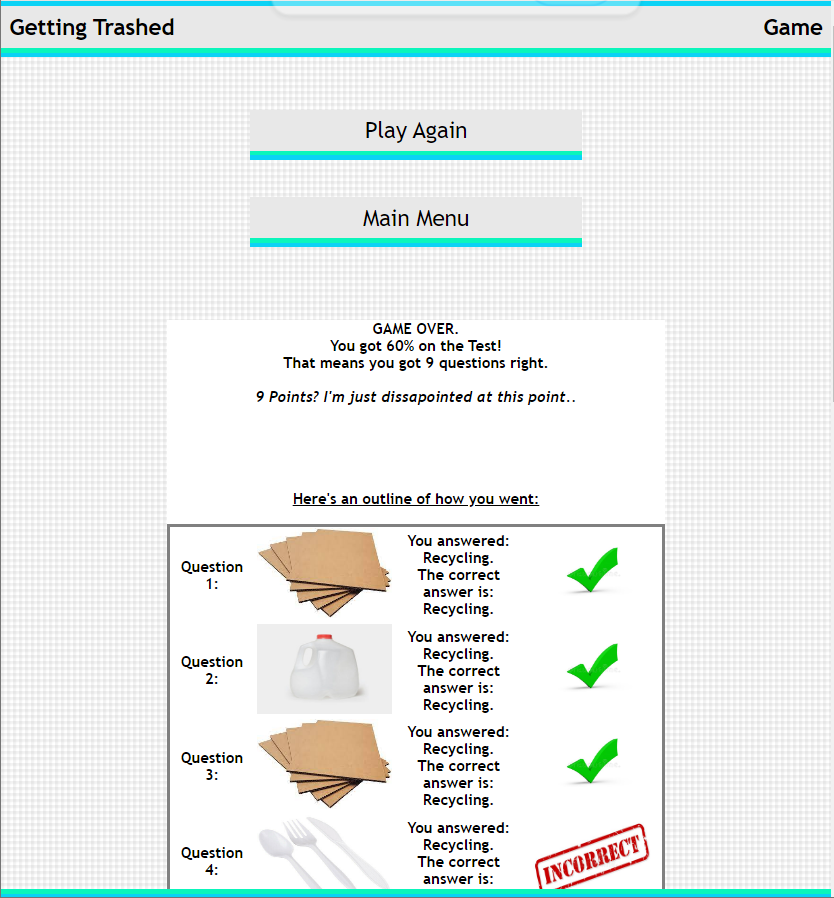 Getting Trashed
Game
Play Again
Main Menu
GAME OVER.
You got 60% on the Test!
That means you got 9 questions right.
9 Points? I'm just dissapointed at this point..
Here's an outline of how you went:
Question
1:
You answered:
Recycling.
The correct
answer is:
Recycling.
Question
2:
You answered:
Recycling.
The correct
answer is:
Recycling.
Question
3:
You answered:
Recycling.
The correct
answer is:
Recycling.
Question
4:
You answered:
Recycling.
The correct
answer is:
INCORRECT